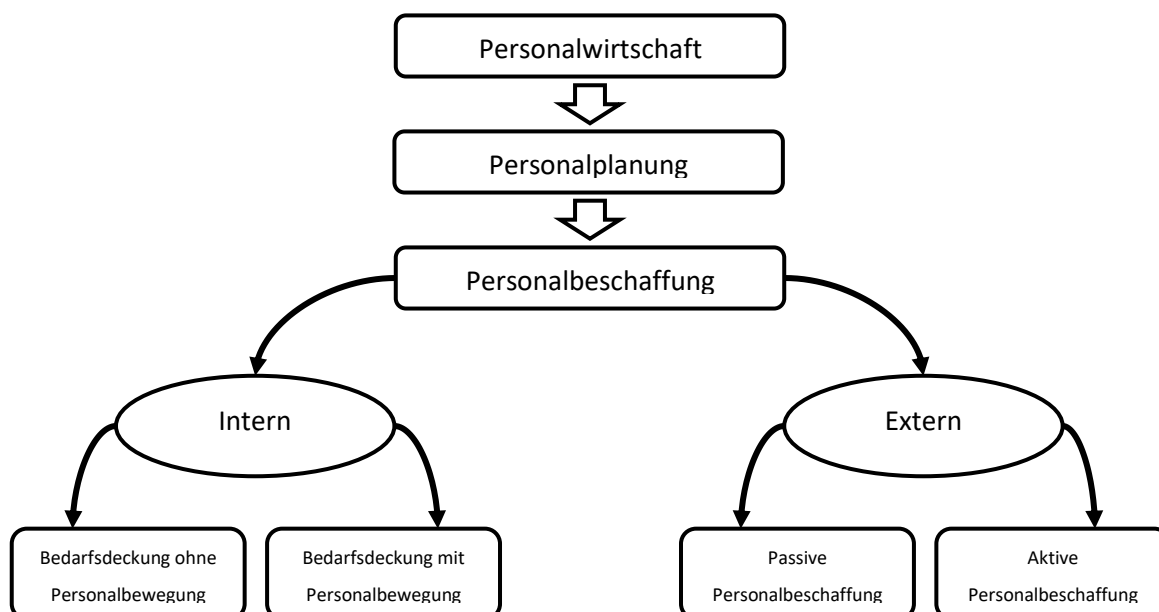 Personalwirtschaft
Personalplanung
Personalbeschaffung
Intern
Extern
Bedarfsdeckung ohne
Personalbewegung
Bedarfsdeckung mit
Personalbewegung
Passive
Personalbeschaffung
Aktive
Personalbeschaffung